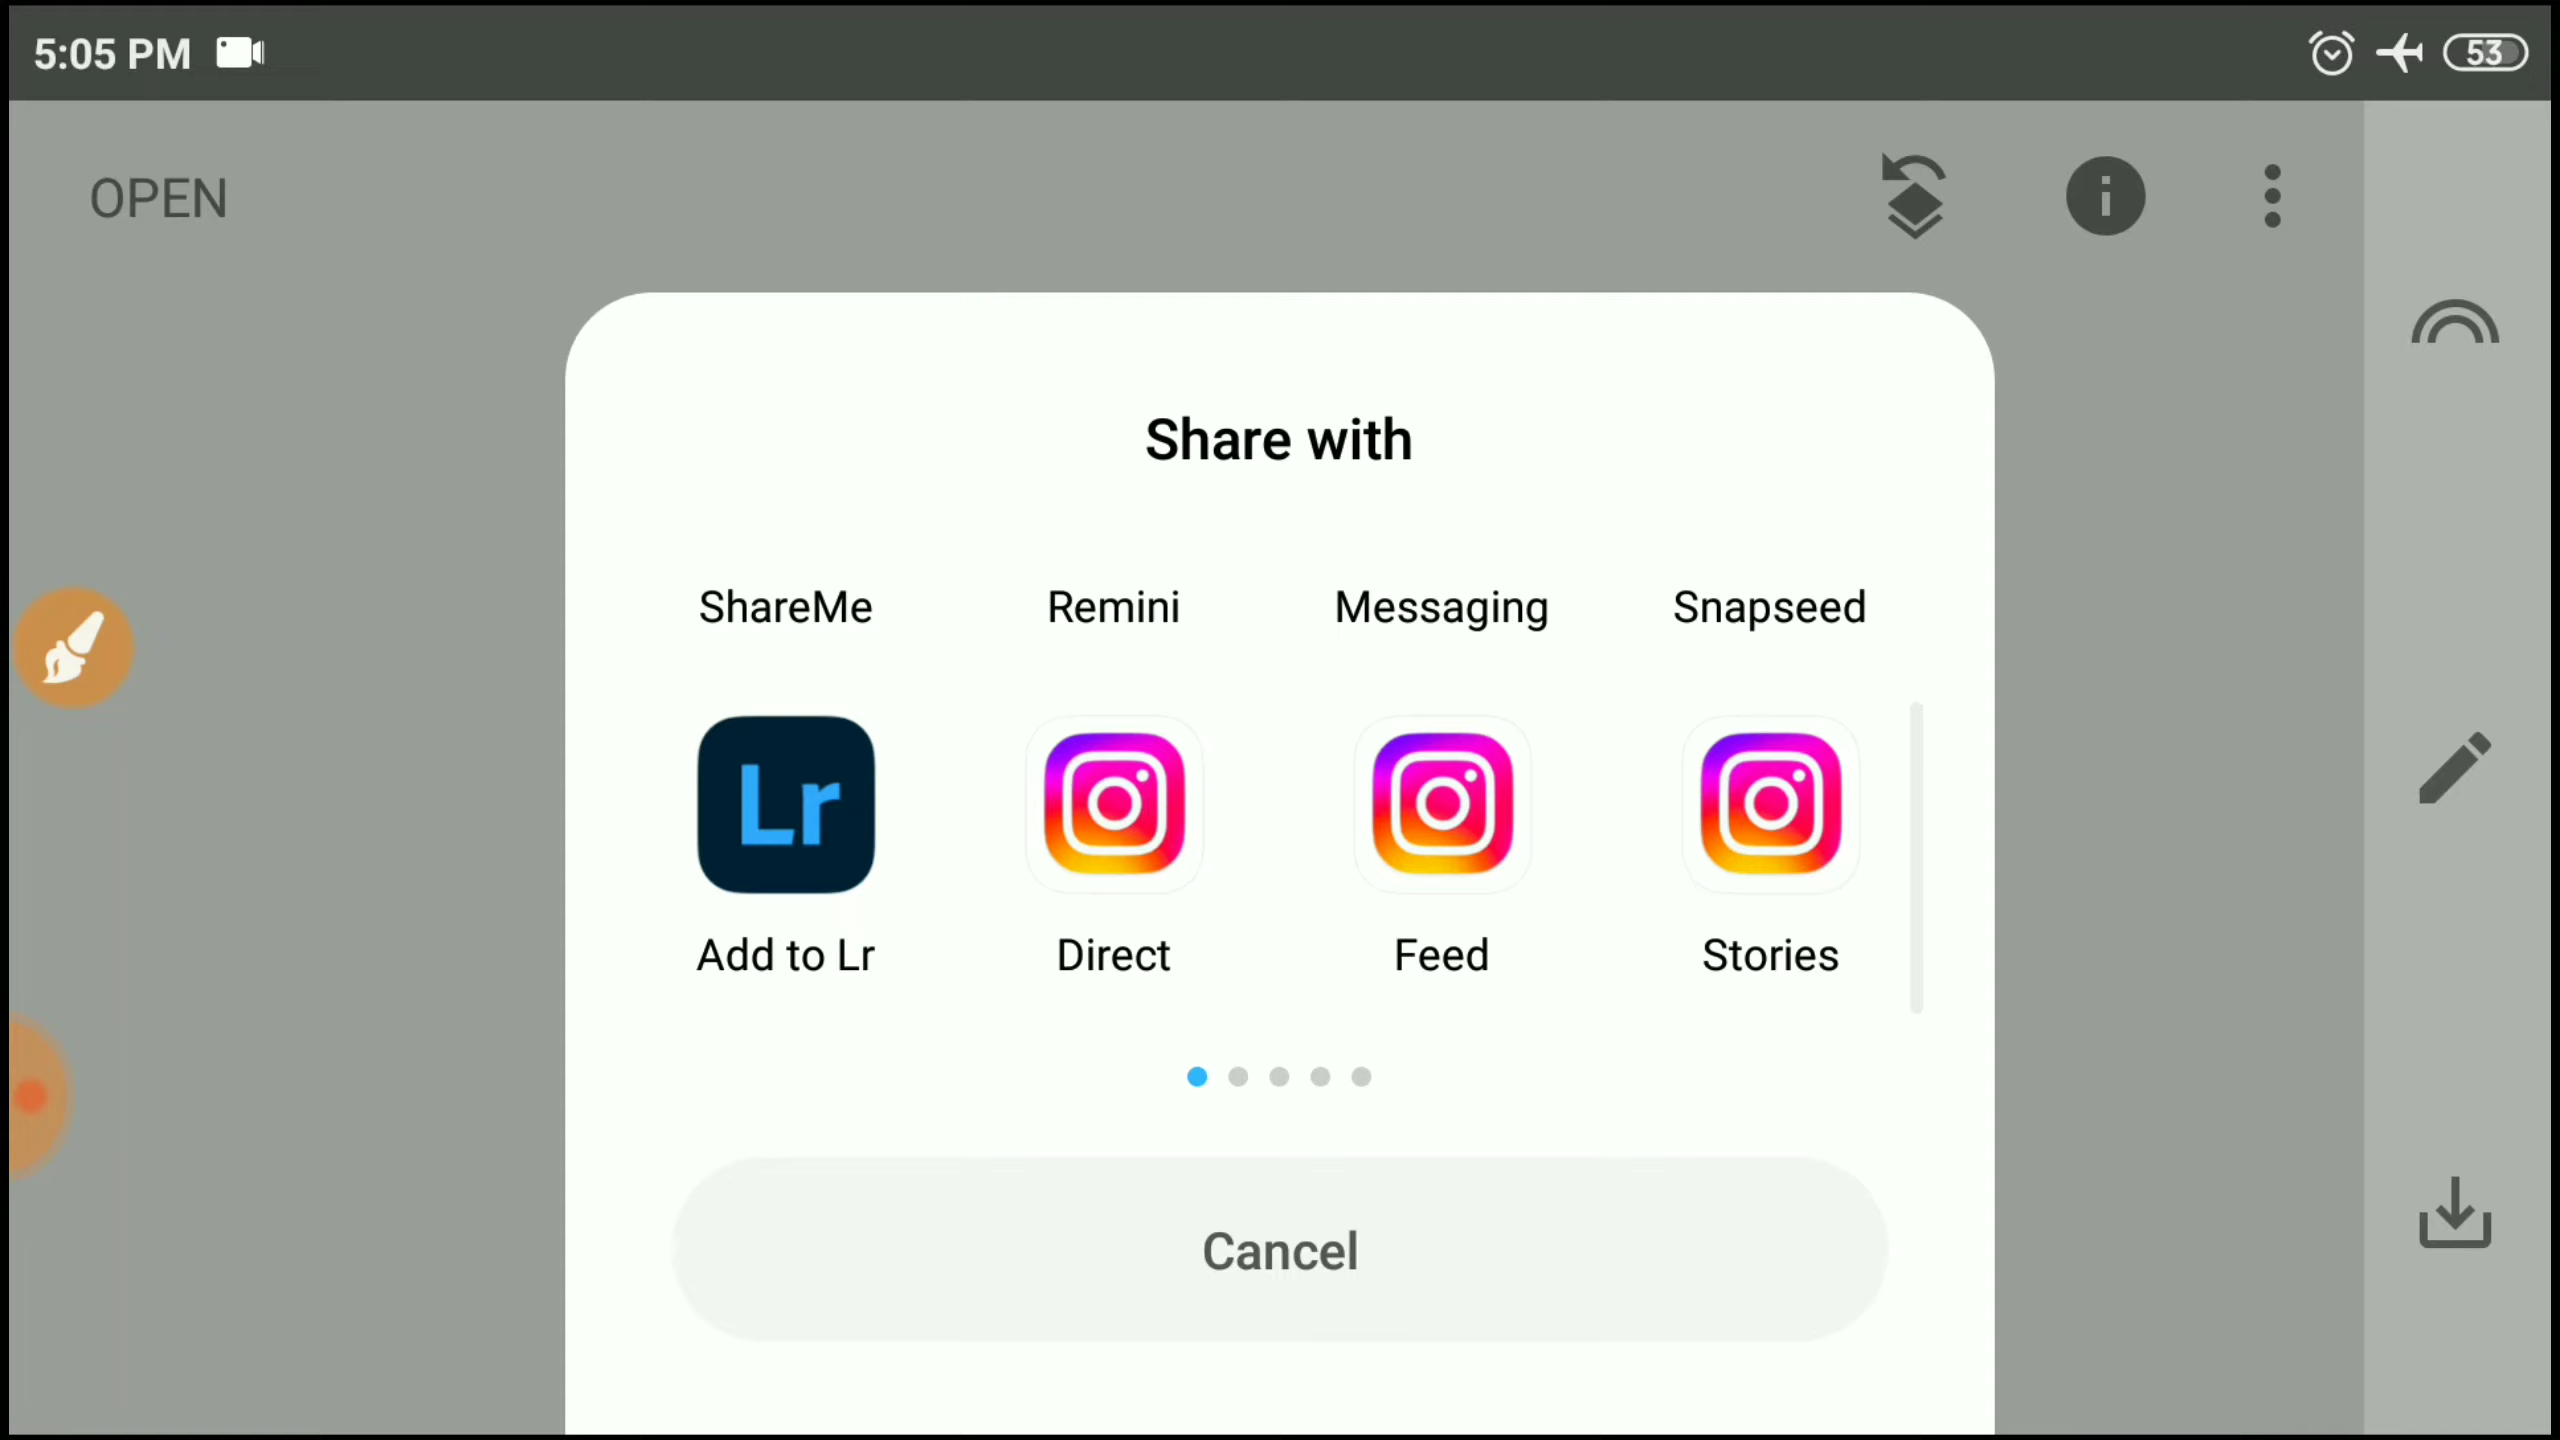 5:05 PM
53
OPEN
Share with
ShareMe Remini Messaging Snapseed
Lr
Add to Lr Direct Feed Stories
Cancel